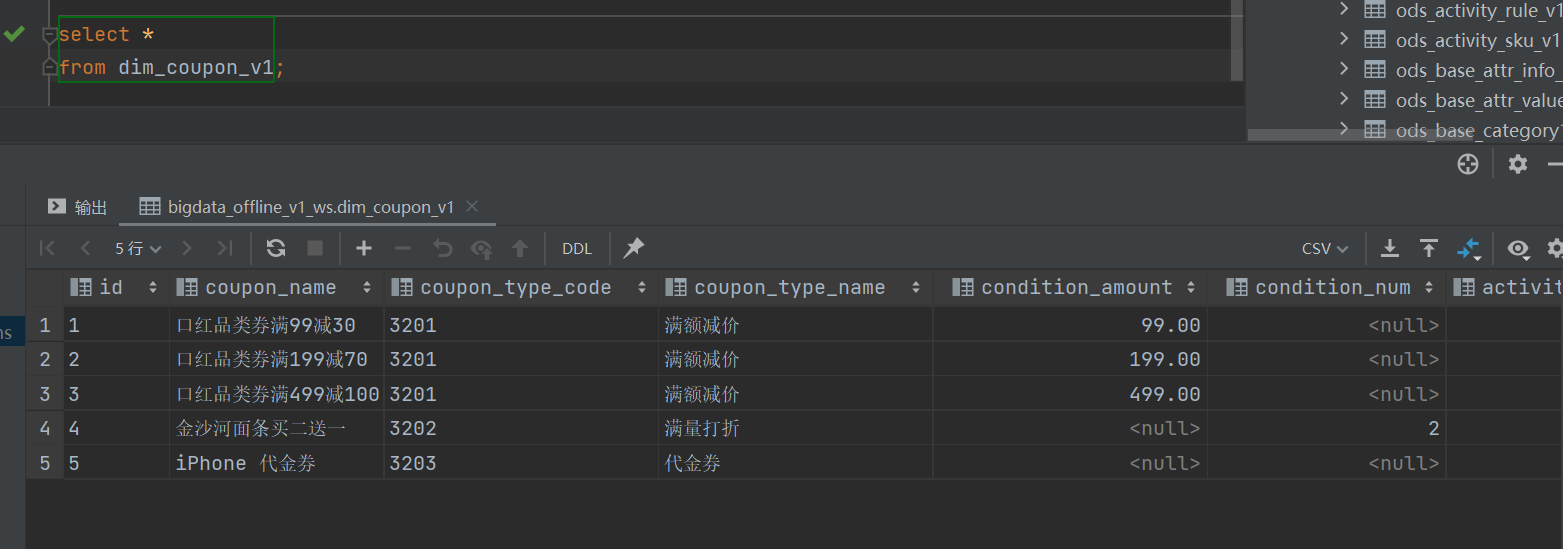 select *
from dim_coupon_v1;
ods_activity_rule_v1
ods_activity_sku_v1
ods_base_attr_info_
ods_base_attr_value
ods_base_category1
输出 bigdata_offline_v1_ws.dim_coupon_v1
5 行 DDL CSV
id coupon_name coupon_type_code coupon_type_name condition_amount condition_num activit
1 1 口红品类券满99减30 3201 满额减价 99.00 <null>
2 2 口红品类券满199减70 3201 满额减价 199.00 <null>
3 3 口红品类券满499减100 3201 满额减价 499.00 <null>
4 4 金沙河面条买二送一 3202 满量打折 <null> 2
5 5 iPhone 代金券 3203 代金券 <null> <null>
ns